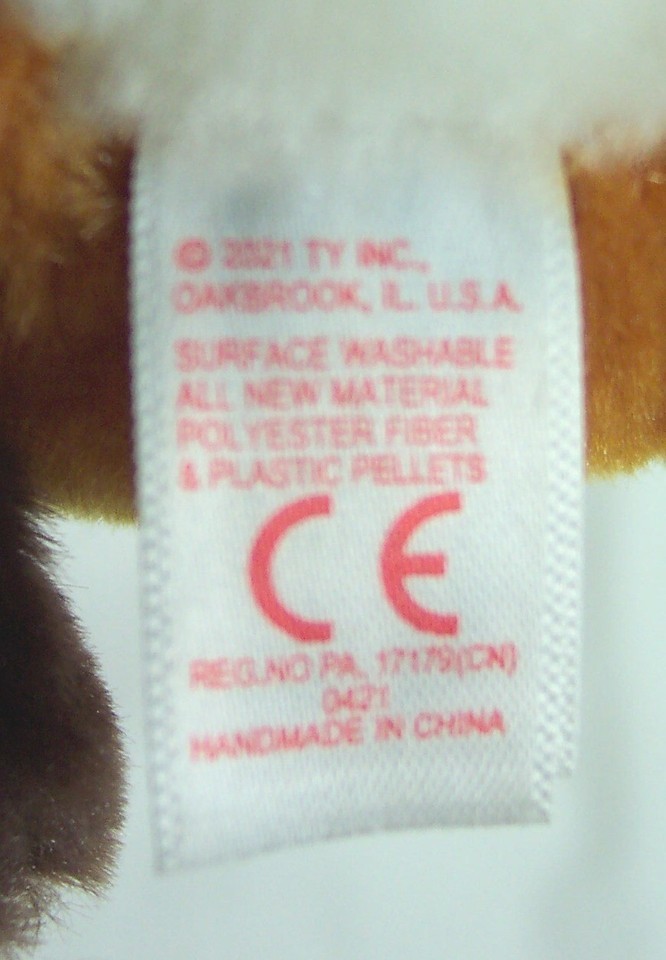 © 2021 TY INC.,
OAKBROOK, IL. U.S.A.
SURFACE WASHABLE
ALL NEW MATERIAL
POLYESTER FIBER
& PLASTIC PELLETS
CE
REG.NO PA. 17179(CN)
0421
HANDMADE IN CHINA